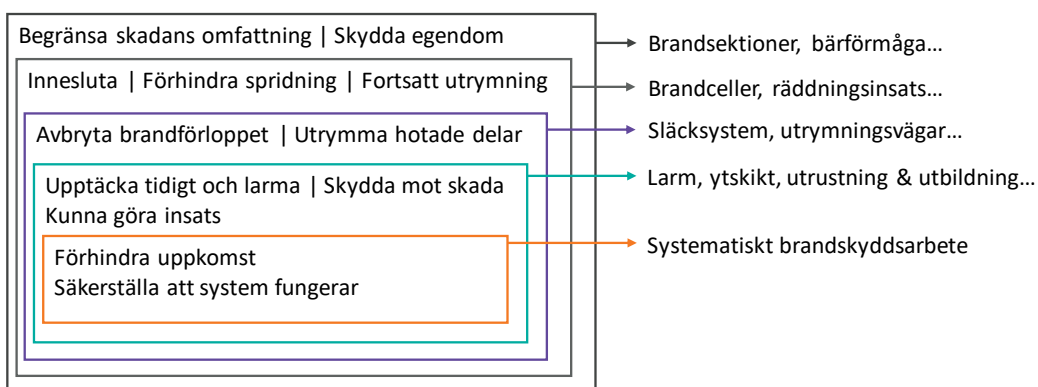 Begränsa skadans omfattning | Skydda egendom
Brandsektioner, bärförmåga…
Innesluta | Förhindra spridning | Fortsatt utrymning
Brandceller, räddningsinsats…
Avbryta brandförloppet | Utrymma hotade delar
Släcksystem, utrymningsvägar…
Upptäcka tidigt och larma | Skydda mot skada
Kunna göra insats
Larm, ytskikt, utrustning & utbildning…
Förhindra uppkomst
Säkerställa att system fungerar
Systematiskt brandskyddsarbete